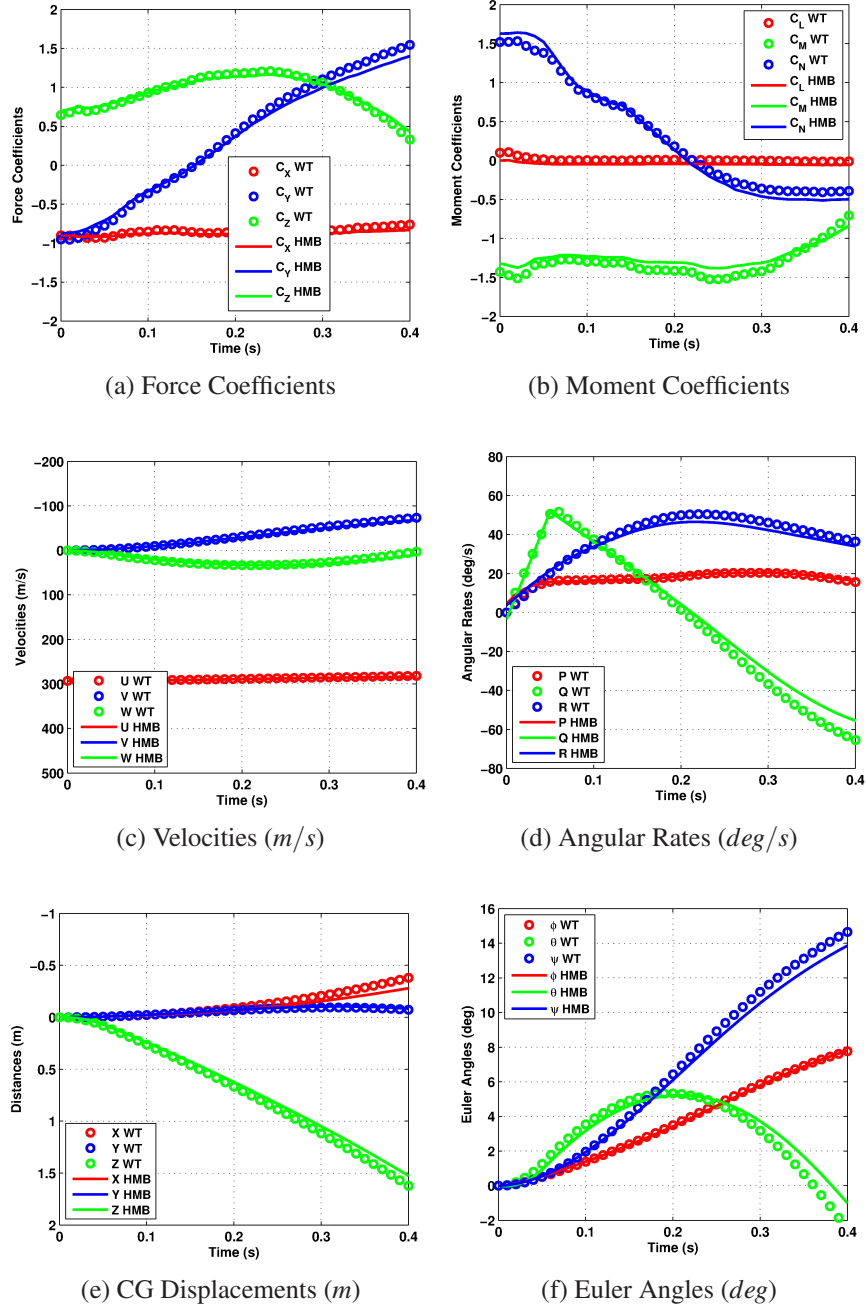 2
1.5
1
0.5
0
−0.5
−1
−1.5
−2
0 0.1 0.2 0.3 0.4
Force Coefficients
Time (s)
C_X WT
C_Y WT
C_Z WT
C_X HMB
C_Y HMB
C_Z HMB
(a) Force Coefficients
2
1.5
1
0.5
0
−0.5
−1
−1.5
−2
0 0.1 0.2 0.3 0.4
Moment Coefficients
Time (s)
C_L WT
C_M WT
C_N WT
C_L HMB
C_M HMB
C_N HMB
(b) Moment Coefficients
−200
−100
0
100
200
300
400
500
0 0.1 0.2 0.3 0.4
Velocities (m/s)
Time (s)
U WT
V WT
W WT
U HMB
V HMB
W HMB
(c) Velocities (m/s)
80
60
40
20
0
−20
−40
−60
−80
0 0.1 0.2 0.3 0.4
Angular Rates (deg/s)
Time (s)
P WT
Q WT
R WT
P HMB
Q HMB
R HMB
(d) Angular Rates (deg/s)
−1
−0.5
0
0.5
1
1.5
2
0 0.1 0.2 0.3 0.4
Distances (m)
Time (s)
X WT
Y WT
Z WT
X HMB
Y HMB
Z HMB
(e) CG Displacements (m)
16
14
12
10
8
6
4
2
0
−2
0 0.1 0.2 0.3 0.4
Euler Angles (deg)
Time (s)
ϕ WT
θ WT
ψ WT
ϕ HMB
θ HMB
ψ HMB
(f) Euler Angles (deg)